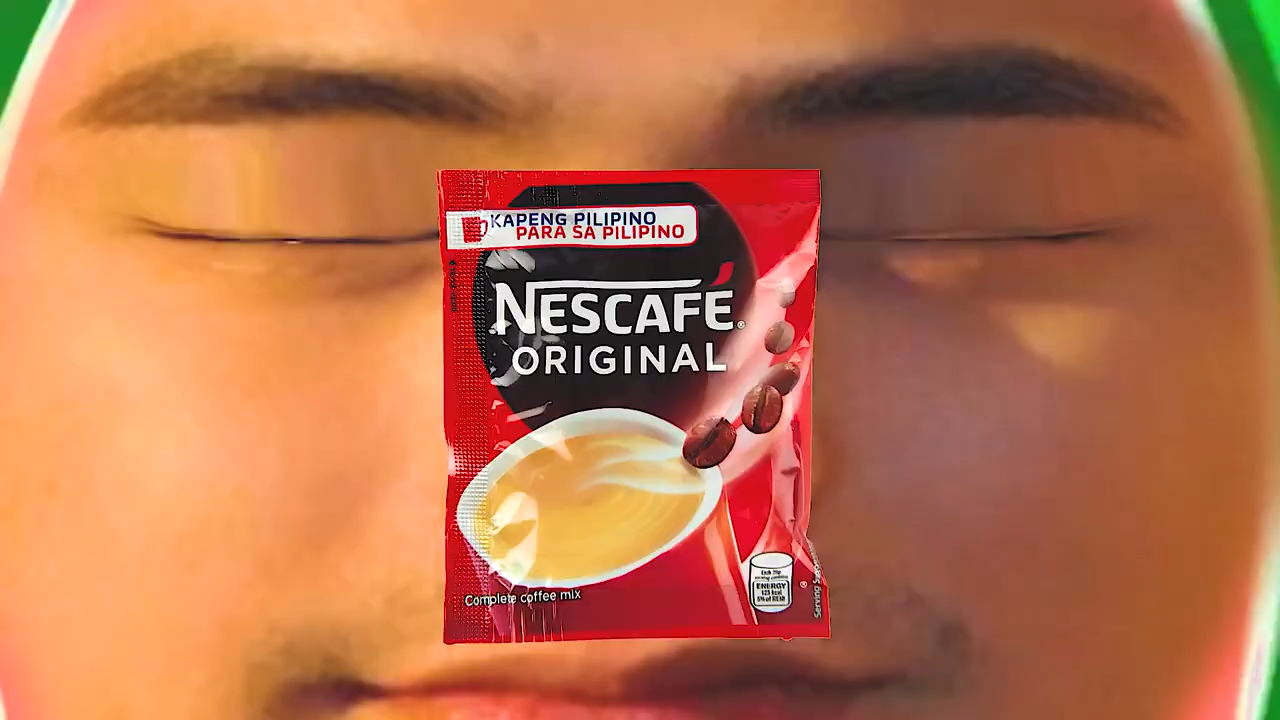 KAPENG PILIPINO
PARA SA PILIPINO
NESCAFÉ®
ORIGINAL
Complete coffee mix
ENERGY